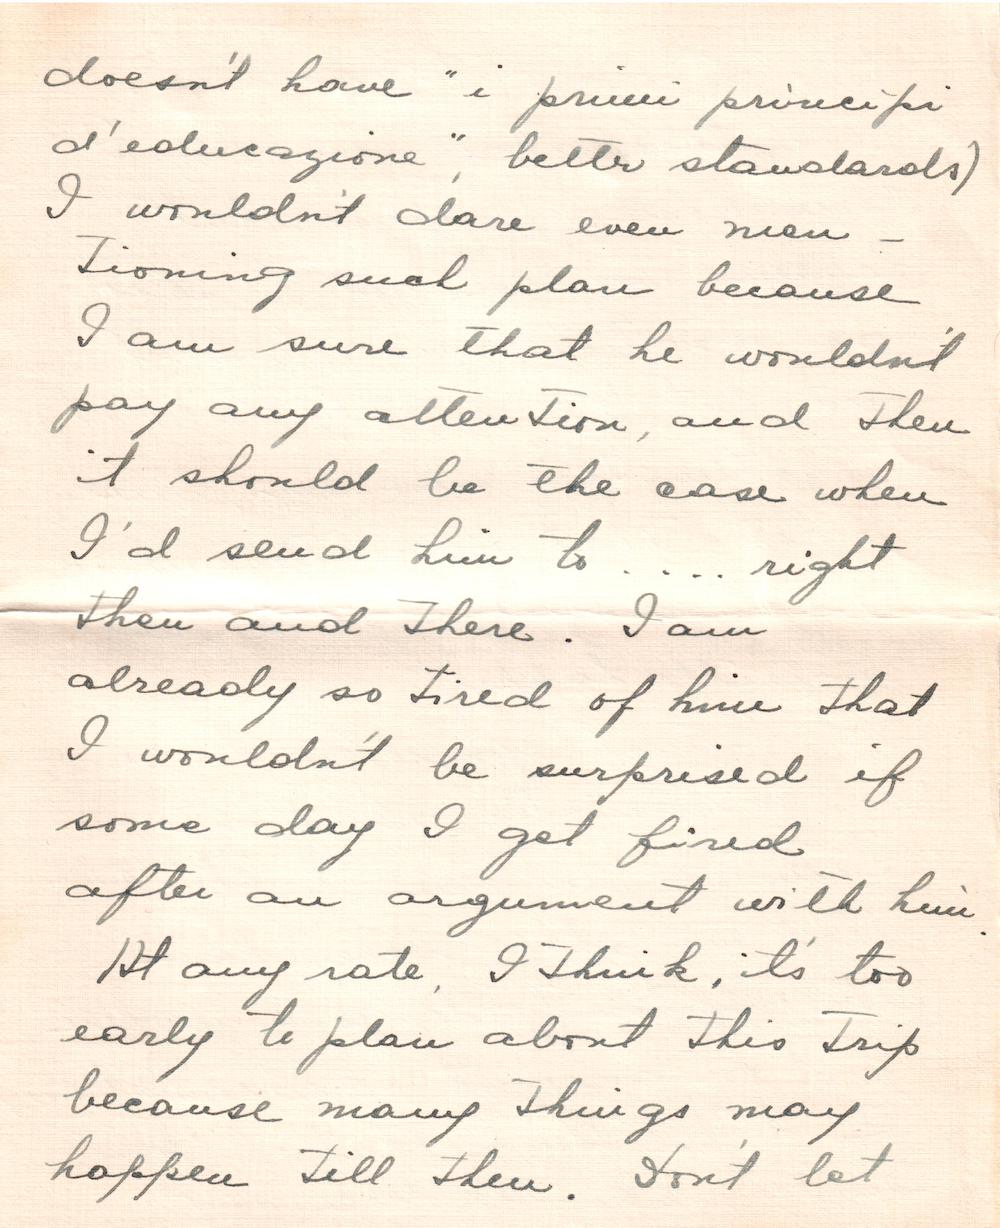 doesn't have "i primi principi
d'educazione", better standards)
I wouldn't dare even men -
tioning such plan because
I am sure that he wouldn't
pay any attention, and then
it should be the case when
I'd send him to . . . . right
then and there. I am
already so tired of him that
I wouldn't be surprised if
some day I get fired
after an argument with him.
At any rate, I think, it's too
early to plan about this trip
because many things may
happen till then. Don't let